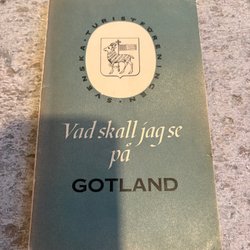 SVENSKA · TURISTFÖRENINGEN ·
Vad skall jag se
på
GOTLAND